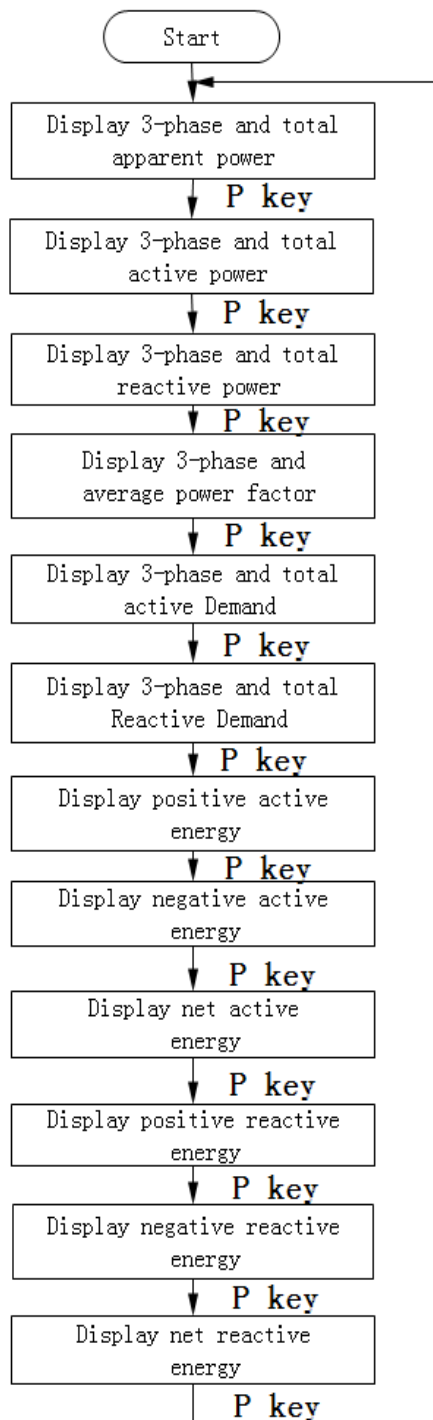 Start
Display 3-phase and total
apparent power
P key
Display 3-phase and total
active power
P key
Display 3-phase and total
reactive power
P key
Display 3-phase and
average power factor
P key
Display 3-phase and total
active Demand
P key
Display 3-phase and total
Reactive Demand
P key
Display positive active
energy
P key
Display negative active
energy
P key
Display net active
energy
P key
Display positive reactive
energy
P key
Display negative reactive
energy
P key
Display net reactive
energy
P key